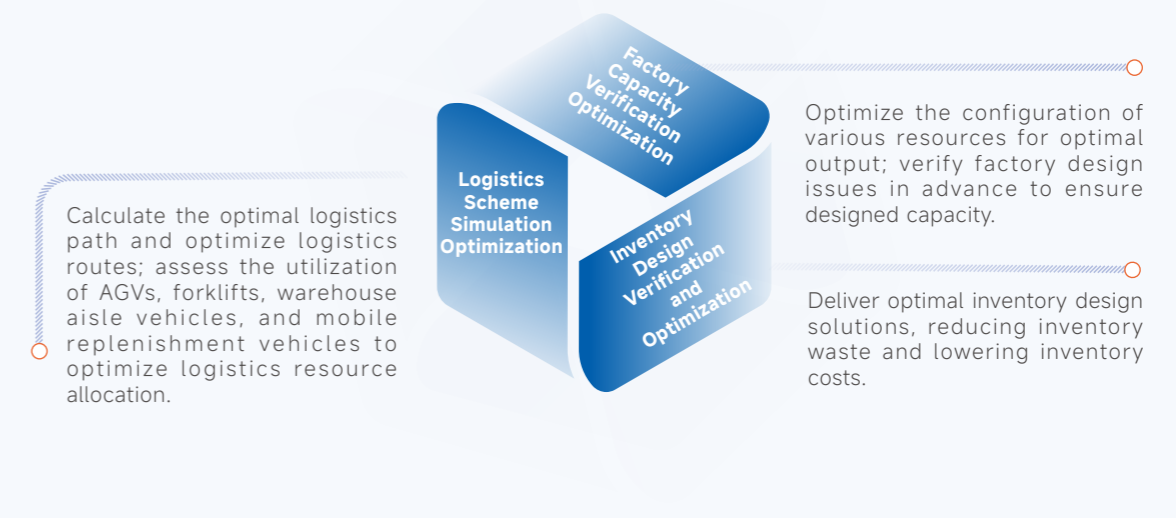 Factory
Capacity
Verification
Optimization
Logistics
Scheme
Simulation
Optimization
Inventory
Design
Verification
and
Optimization
Calculate the optimal logistics
path and optimize logistics
routes; assess the utilization
of AGVs, forklifts, warehouse
aisle vehicles, and mobile
replenishment vehicles to
optimize logistics resource
allocation.
Optimize the configuration of
various resources for optimal
output; verify factory design
issues in advance to ensure
designed capacity.
Deliver optimal inventory design
solutions, reducing inventory
waste and lowering inventory
costs.